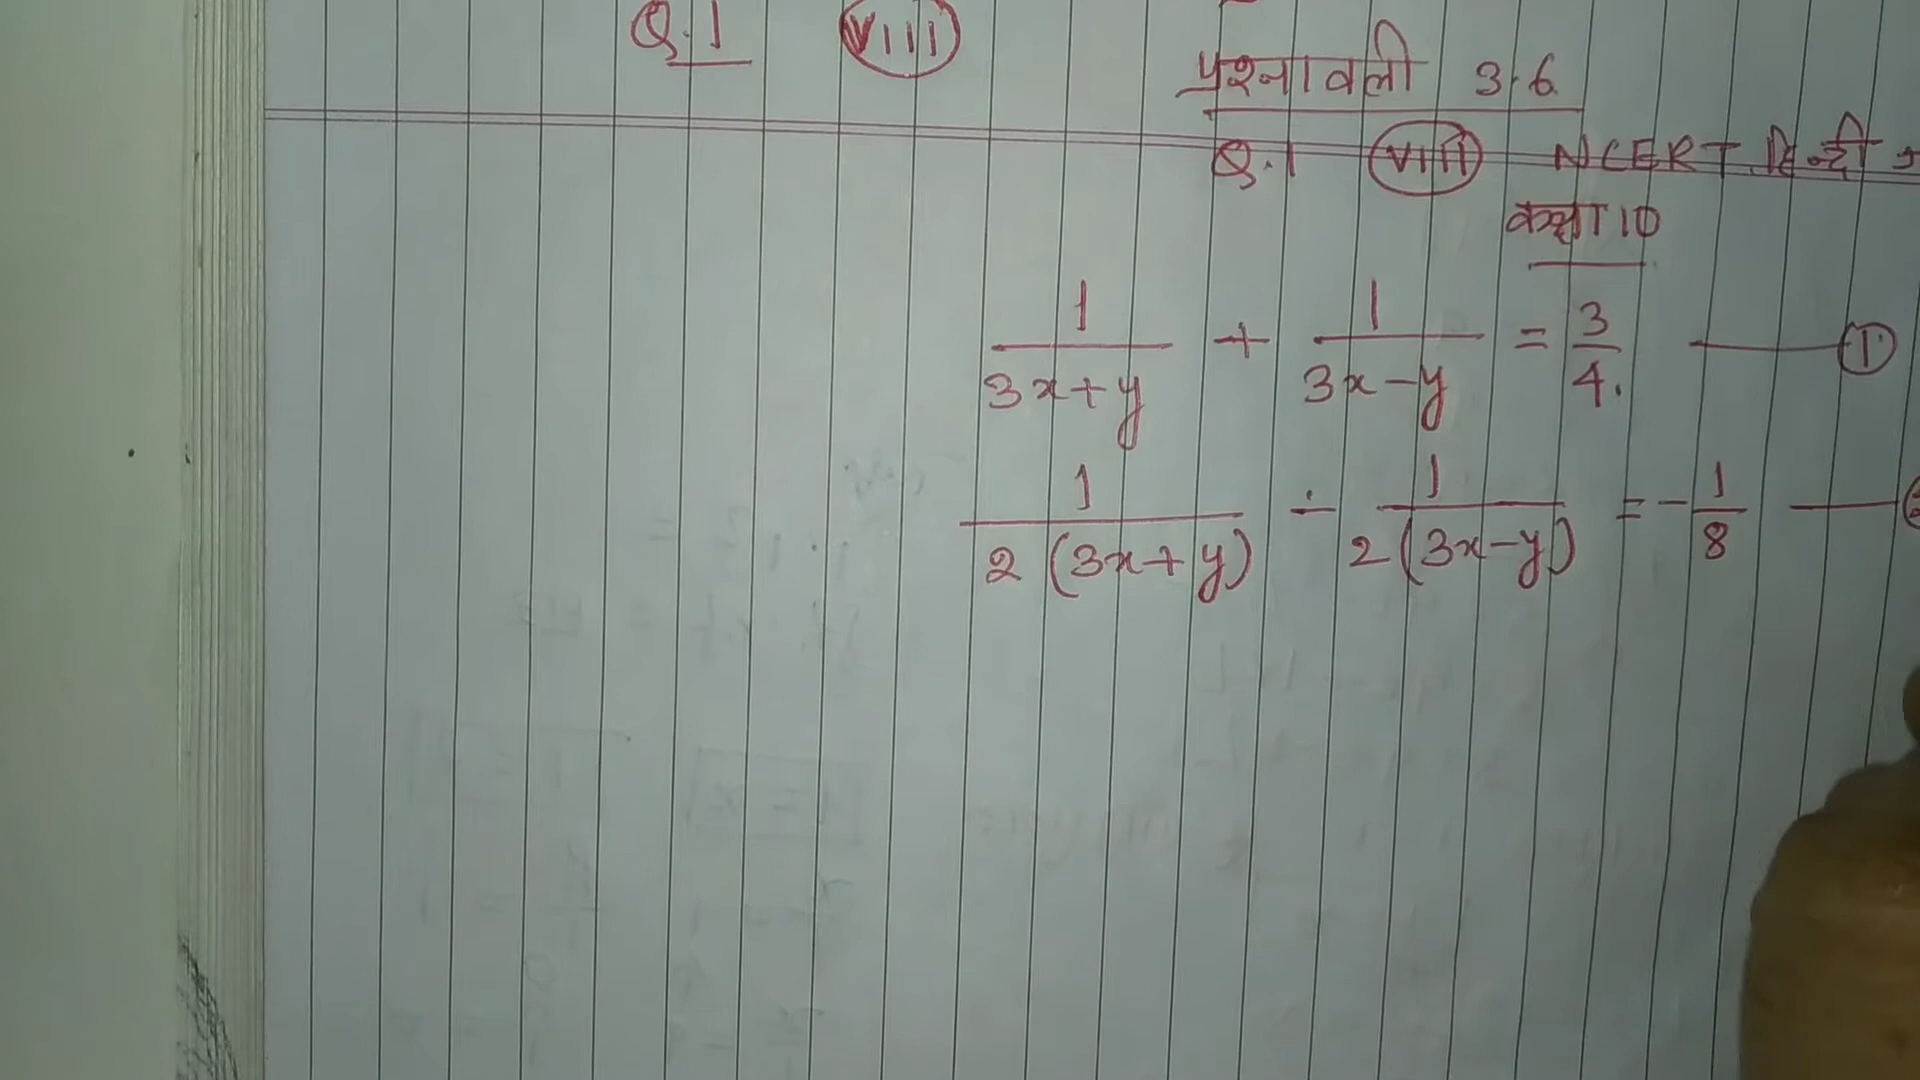 Q.1 VIII
प्रश्नावली 3.6
Q.1 VIII NCERT हिन्दी
कक्षा 10
1/(3x+y) + 1/(3x-y) = 3/4. —— ①
1/(2(3x+y)) - 1/(2(3x-y)) = -1/8 ——